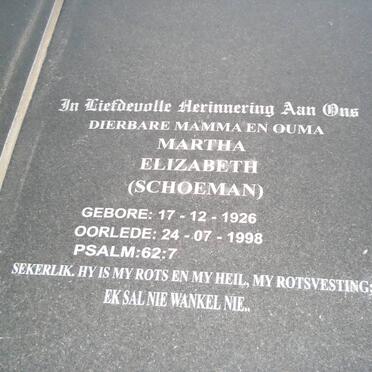 In Liefdevolle Herinnering Aan Ons
DIERBARE MAMMA EN OUMA
MARTHA
ELIZABETH
(SCHOEMAN)
GEBORE: 17 - 12 - 1926
OORLEDE: 24 - 07 - 1998
PSALM:62;7
SEKERLIK. HY IS MY ROTS EN MY HEIL, MY ROTSVESTING:
EK SAL NIE WANKEL NIE..